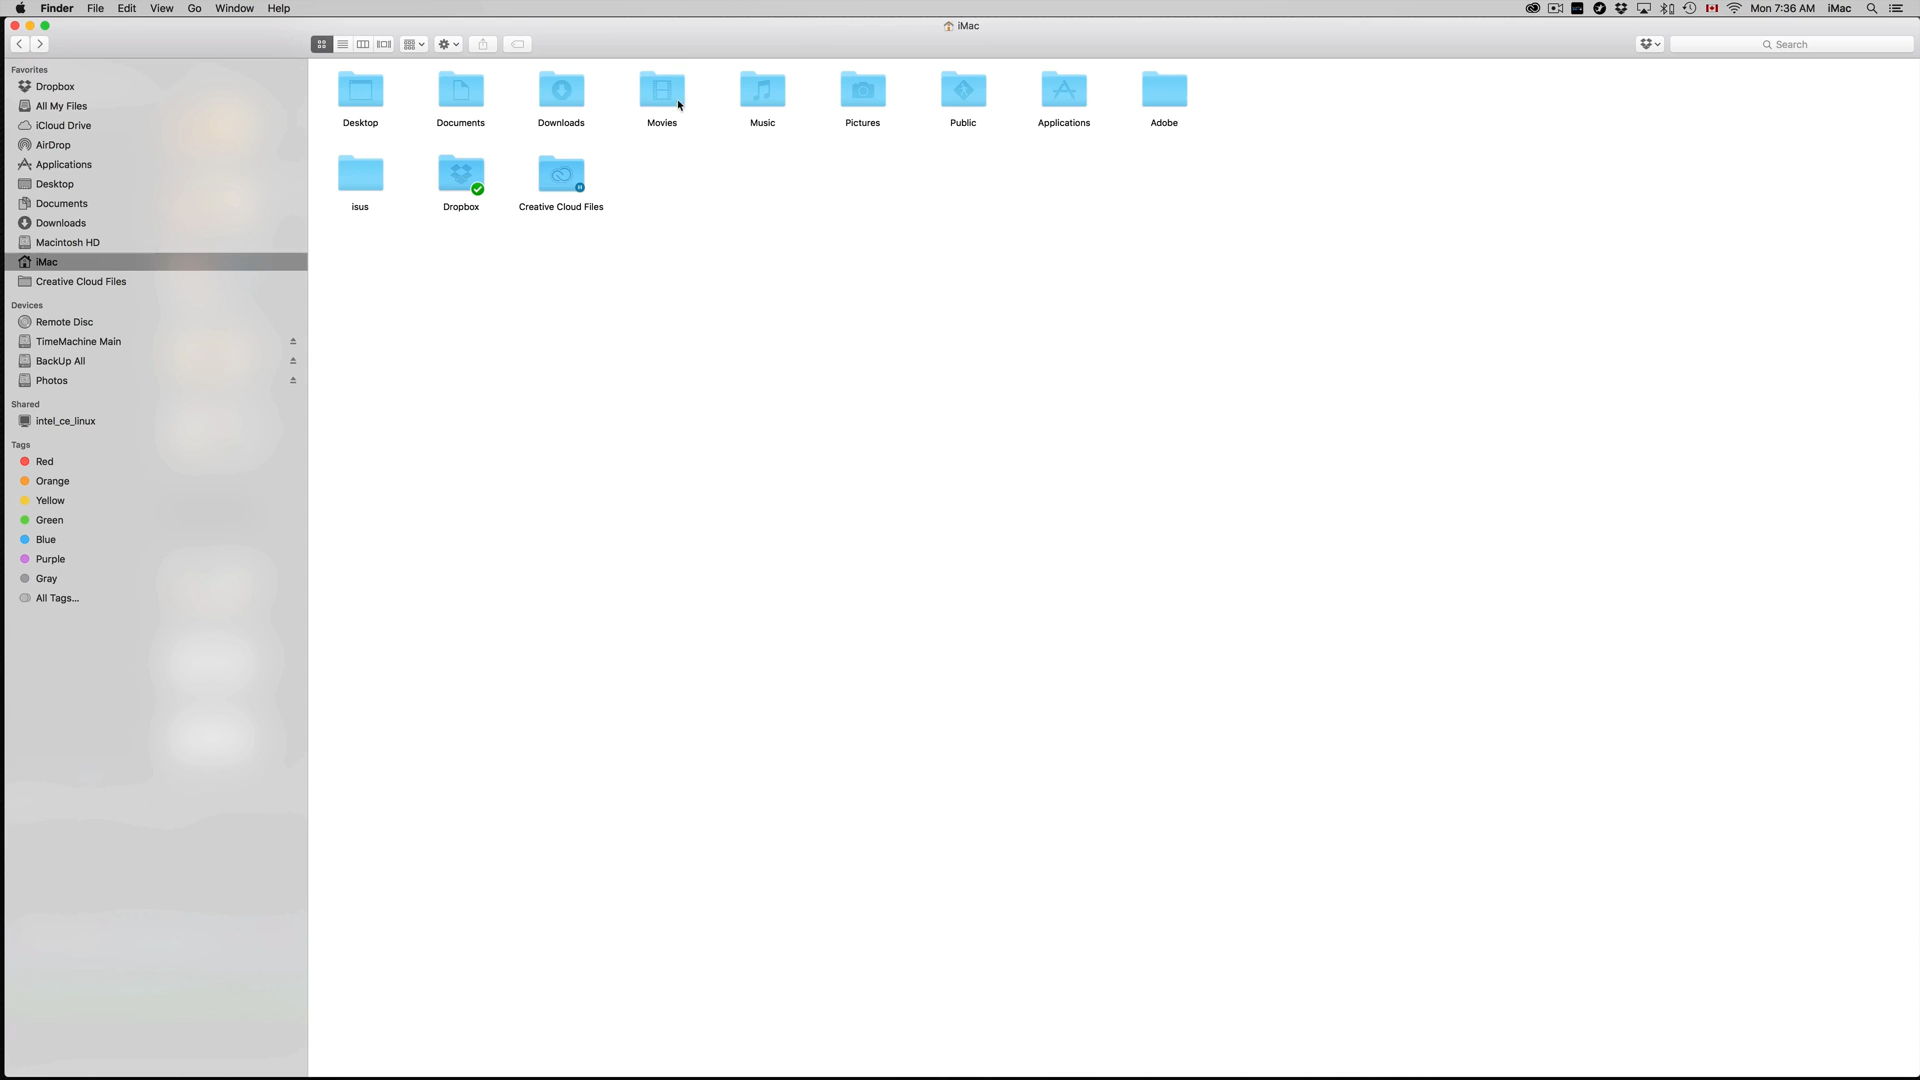 Finder File Edit View Go Window Help Mon 7:36 AM iMac
iMac
Search
Favorites
Dropbox
All My Files
iCloud Drive
AirDrop
Applications
Desktop
Documents
Downloads
Macintosh HD
iMac
Creative Cloud Files
Devices
Remote Disc
TimeMachine Main
BackUp All
Photos
Shared
intel_ce_linux
Tags
Red
Orange
Yellow
Green
Blue
Purple
Gray
All Tags...
Desktop Documents Downloads Movies Music Pictures Public Applications Adobe
isus Dropbox Creative Cloud Files